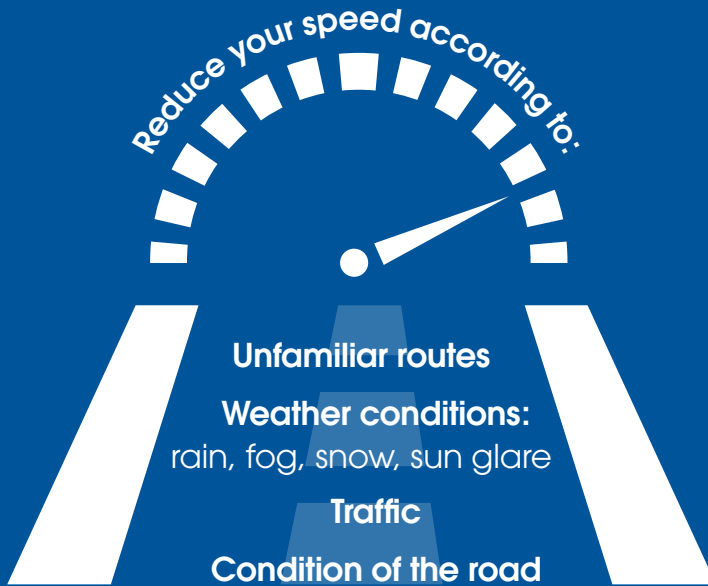 Reduce your speed according to:
Unfamiliar routes
Weather conditions:
rain, fog, snow, sun glare
Traffic
Condition of the road